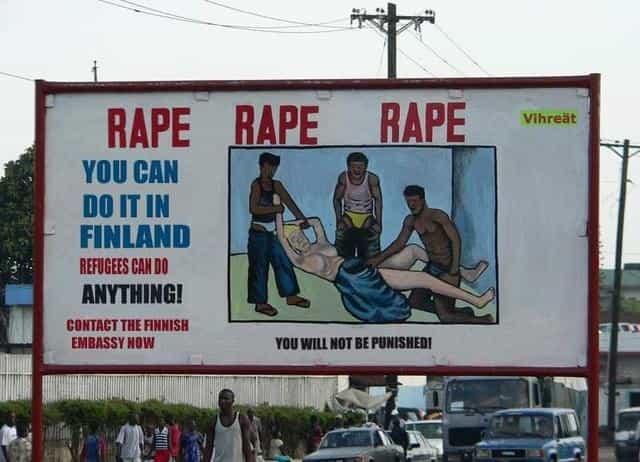 RAPE RAPE RAPE
Vihreät
YOU CAN
DO IT IN
FINLAND
REFUGEES CAN DO
ANYTHING!
CONTACT THE FINNISH
EMBASSY NOW
YOU WILL NOT BE PUNISHED!